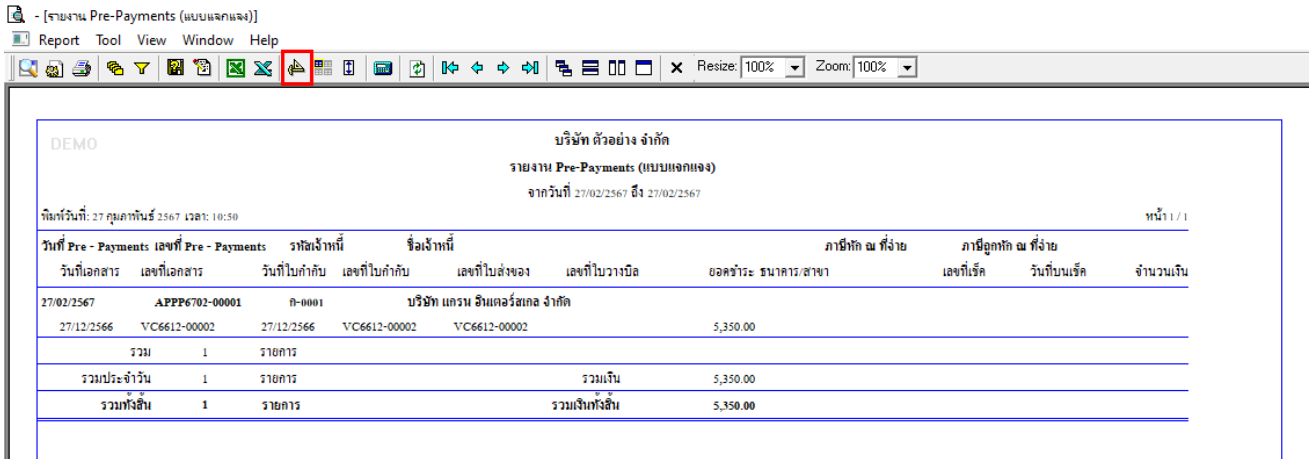 - [รายงาน Pre-Payments (แบบแจกแจง)]
Report Tool View Window Help
Resize: 100% Zoom: 100%
DEMO
บริษัท ตัวอย่าง จำกัด
รายงาน Pre-Payments (แบบแจกแจง)
จากวันที่ 27/02/2567 ถึง 27/02/2567
พิมพ์วันที่: 27 กุมภาพันธ์ 2567 เวลา: 10:50 หน้า 1 / 1
วันที่ Pre - Payments เลขที่ Pre - Payments รหัสเจ้าหนี้ ชื่อเจ้าหนี้ ภาษีหัก ณ ที่จ่าย ภาษีถูกหัก ณ ที่จ่าย
วันที่เอกสาร เลขที่เอกสาร วันที่ใบกำกับ เลขที่ใบกำกับ เลขที่ใบส่งของ เลขที่ใบวางบิล ยอดชำระ ธนาคาร/สาขา เลขที่เช็ค วันที่บนเช็ค จำนวนเงิน
27/02/2567 APPP6702-00001 ก-0001 บริษัท แกรน อินเตอร์สเกล จำกัด
27/12/2566 VC6612-00002 27/12/2566 VC6612-00002 VC6612-00002 5,350.00
รวม 1 รายการ
รวมประจำวัน 1 รายการ รวมเงิน 5,350.00
รวมทั้งสิ้น 1 รายการ รวมเงินทั้งสิ้น 5,350.00